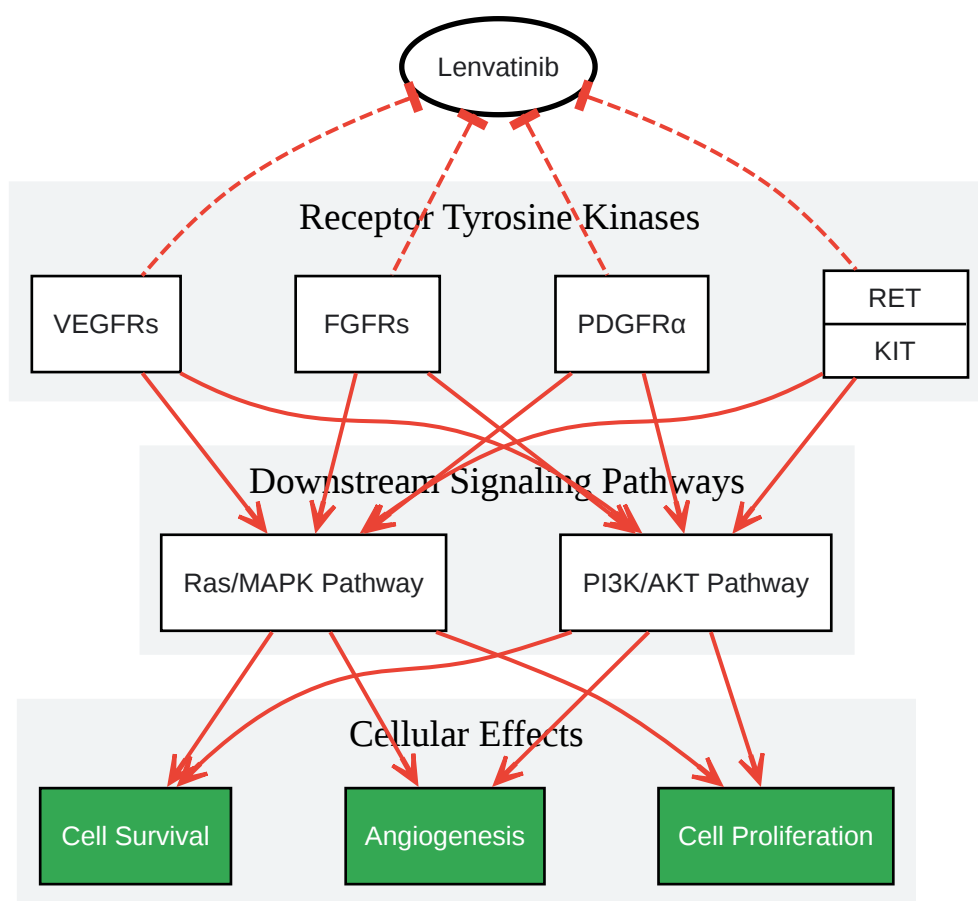 Lenvatinib
Receptor Tyrosine Kinases
VEGFRs
FGFRs
PDGFRα
RET
KIT
Downstream Signaling Pathways
Ras/MAPK Pathway
PI3K/AKT Pathway
Cellular Effects
Cell Survival
Angiogenesis
Cell Proliferation